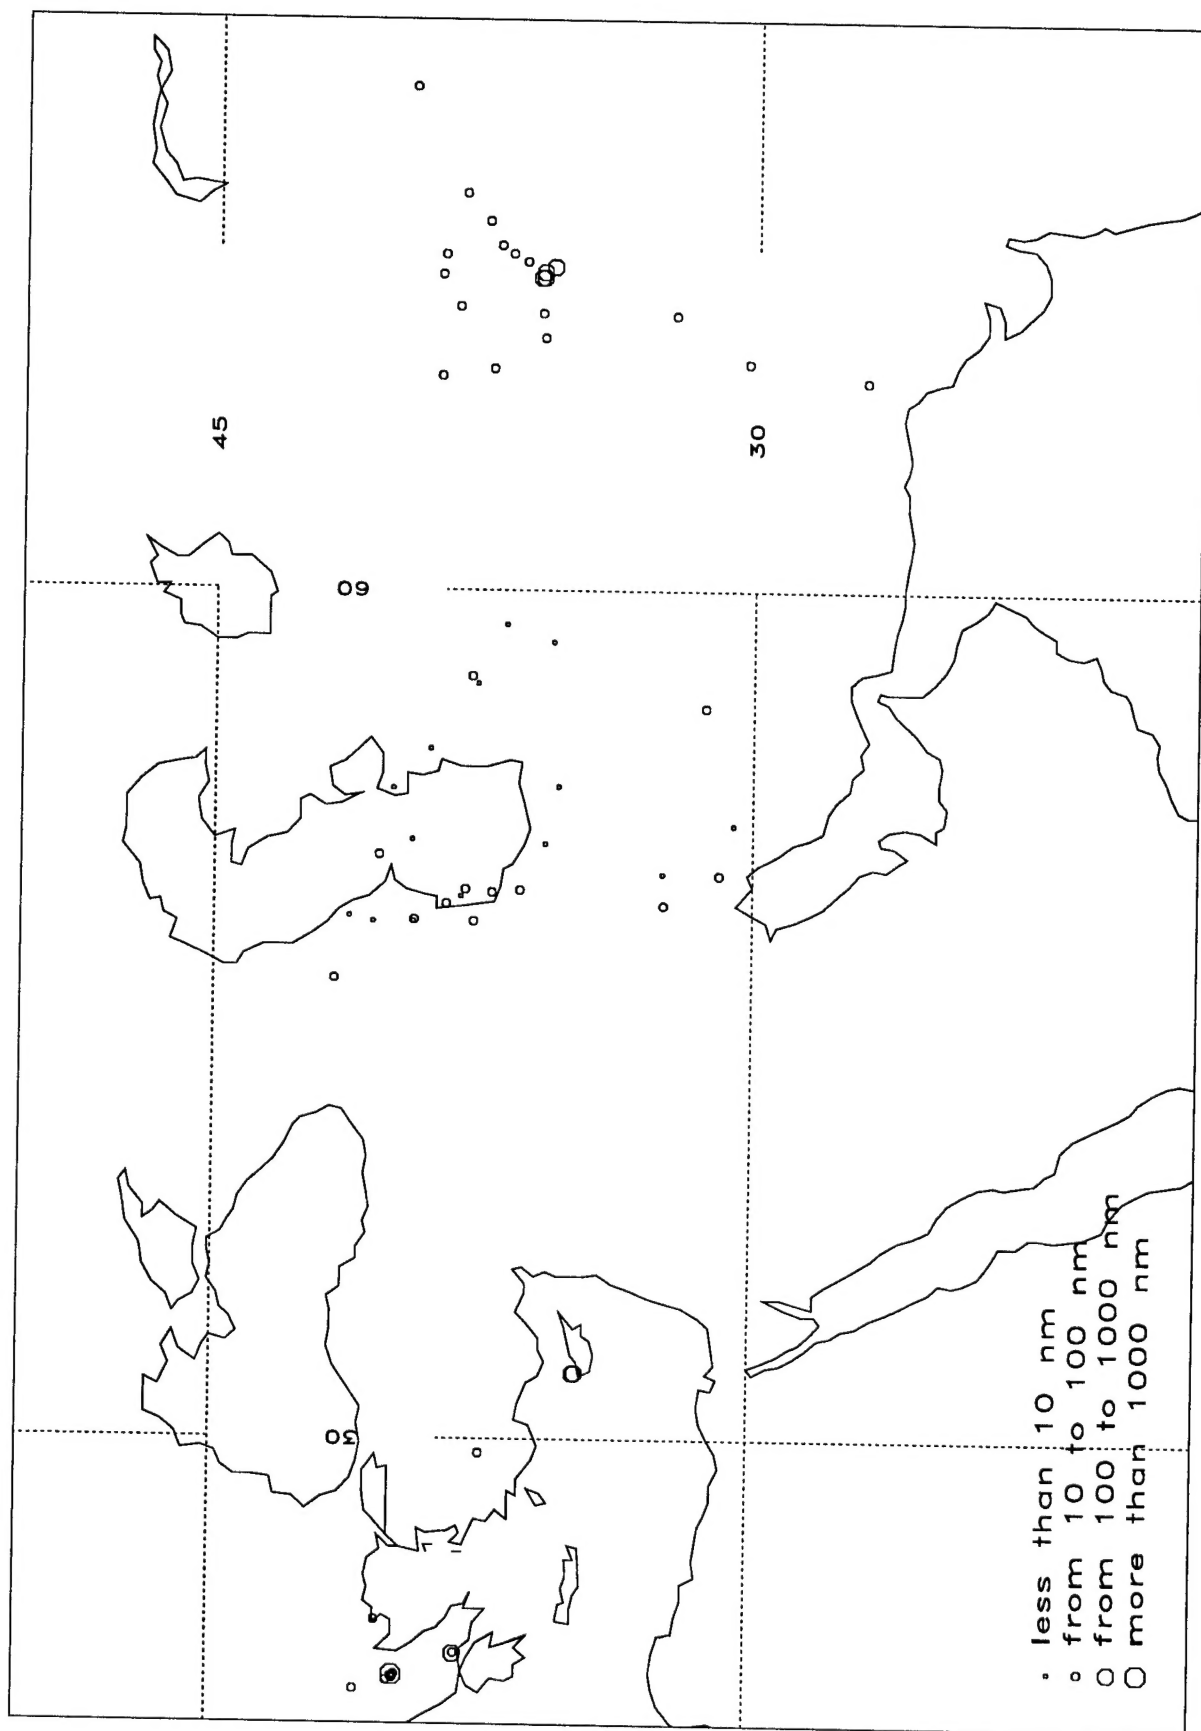 45
30
60
30
less than 10 nm
from 10 to 100 nm
from 100 to 1000 nm
more than 1000 nm